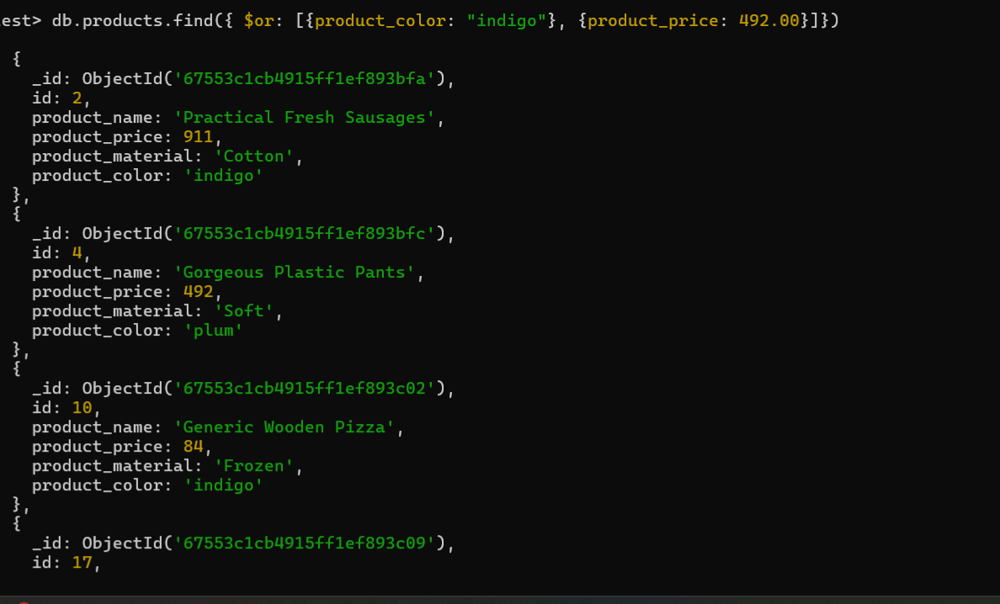 est> db.products.find({ $or: [{product_color: "indigo"}, {product_price: 492.00}]})
{
_id: ObjectId('67553c1cb4915ff1ef893bfa'),
id: 2,
product_name: 'Practical Fresh Sausages',
product_price: 911,
product_material: 'Cotton',
product_color: 'indigo'
},
{
_id: ObjectId('67553c1cb4915ff1ef893bfc'),
id: 4,
product_name: 'Gorgeous Plastic Pants',
product_price: 492,
product_material: 'Soft',
product_color: 'plum'
},
{
_id: ObjectId('67553c1cb4915ff1ef893c02'),
id: 10,
product_name: 'Generic Wooden Pizza',
product_price: 84,
product_material: 'Frozen',
product_color: 'indigo'
},
{
_id: ObjectId('67553c1cb4915ff1ef893c09'),
id: 17,